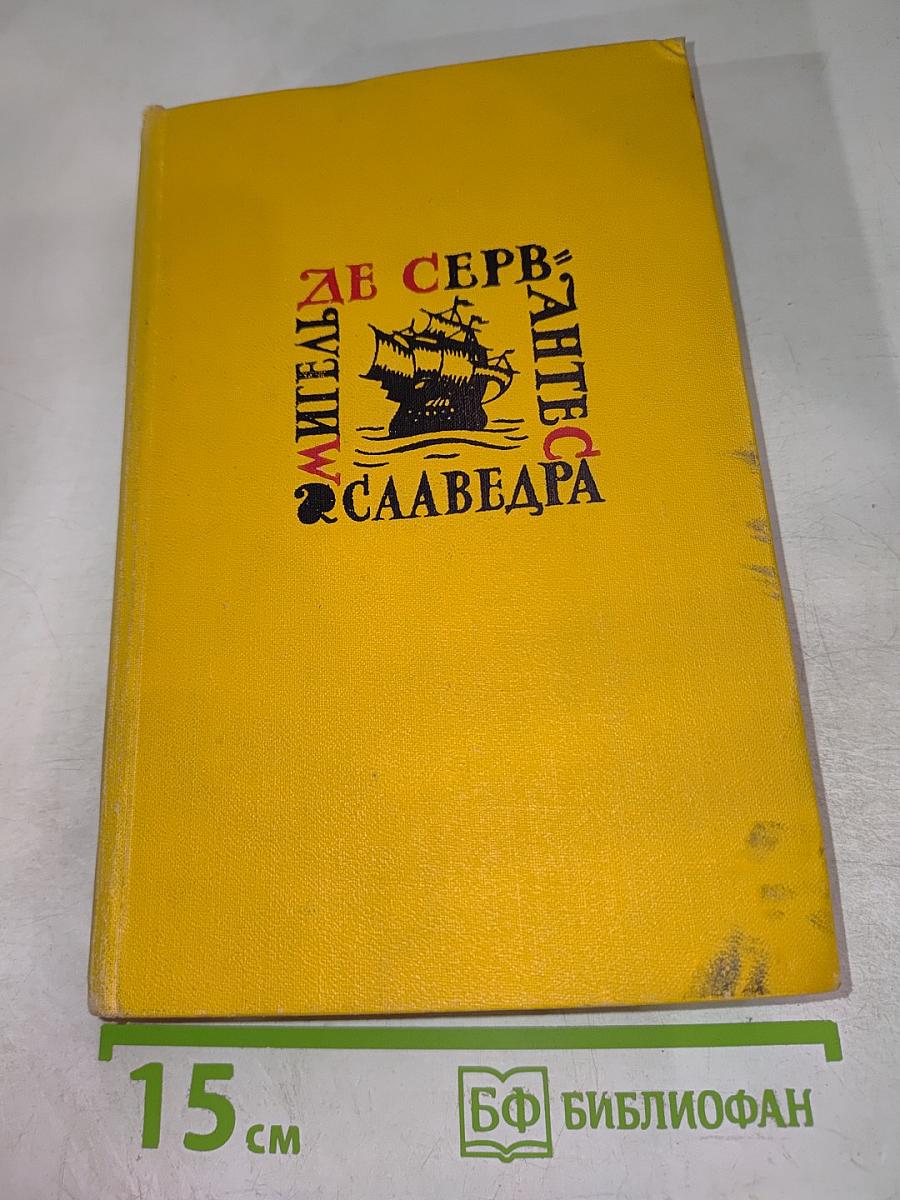 МИГЕЛЬ
ДЕ СЕРВ=
АНТЕС
СААВЕДРА
15 см
БФ БИБЛИОФАН